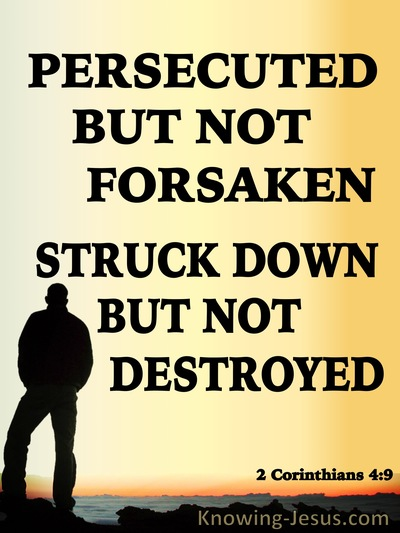 PERSECUTED
BUT NOT
FORSAKEN
STRUCK DOWN
BUT NOT
DESTROYED
2 Corinthians 4:9
Knowing-Jesus.com